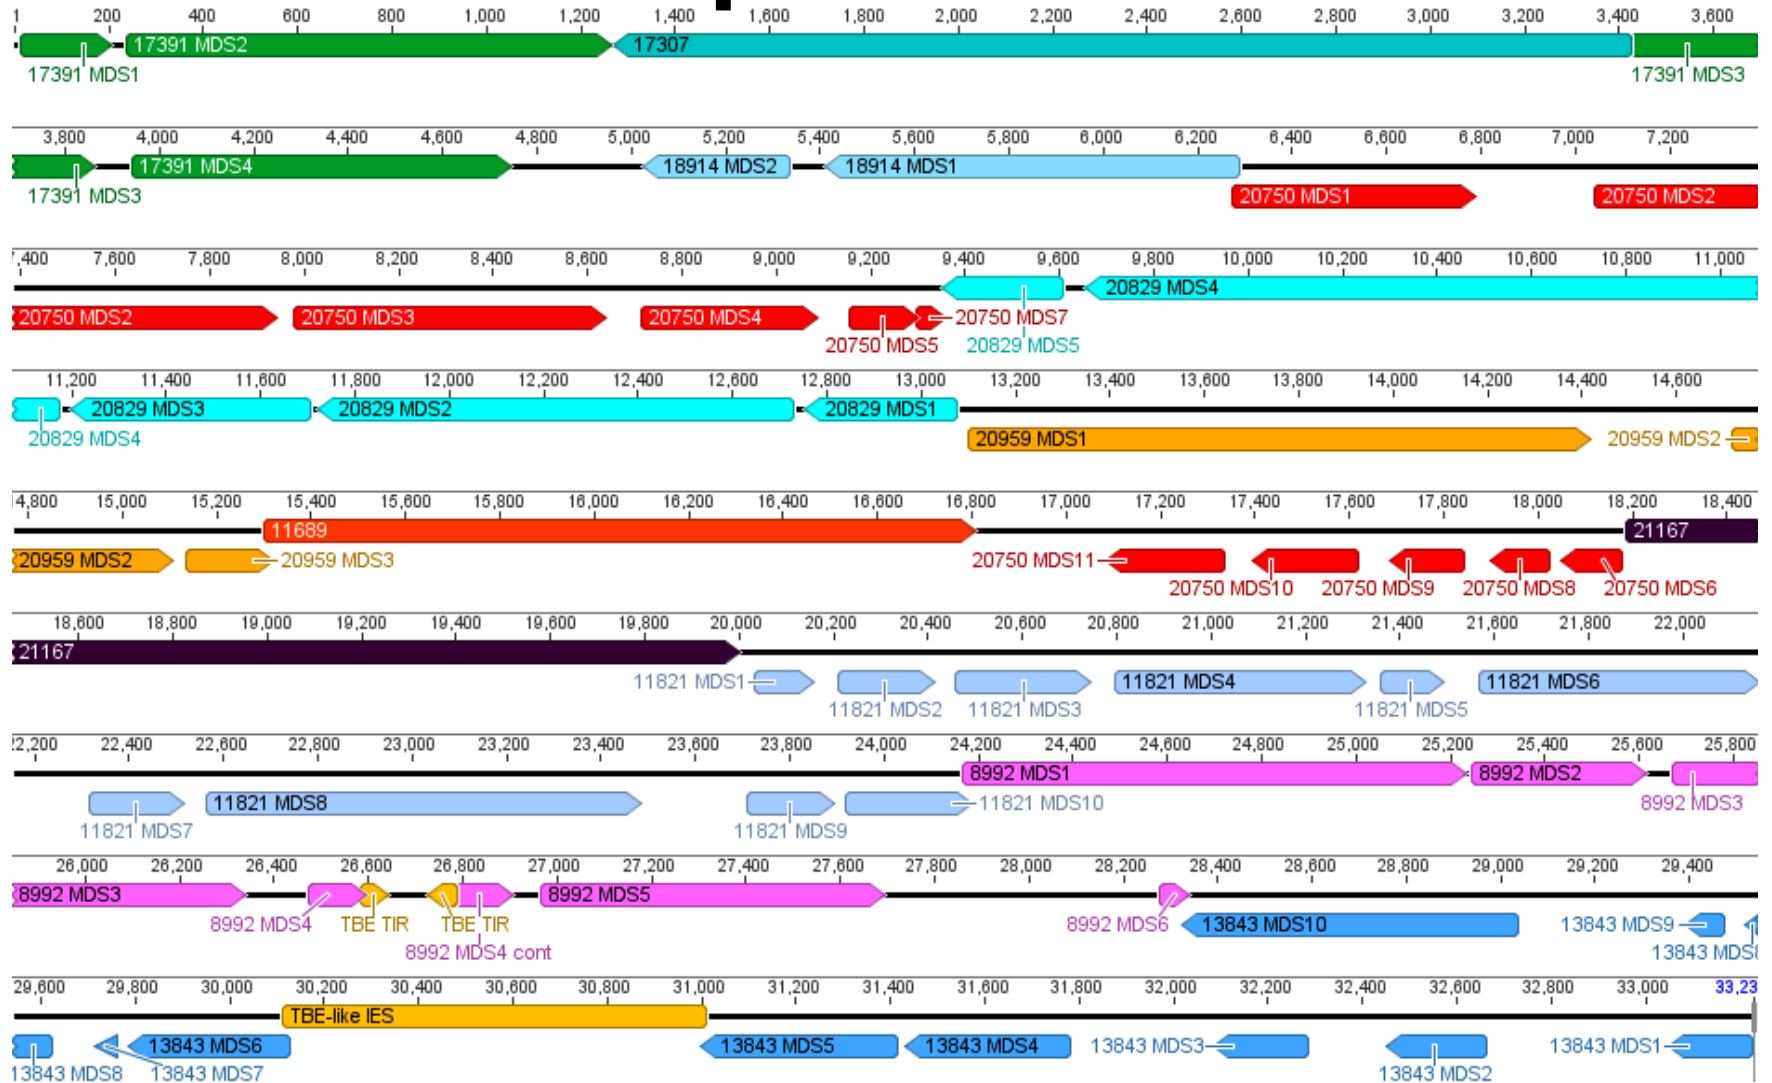 1 200 400 600 800 1,000 1,200 1,400 1,600 1,800 2,000 2,200 2,400 2,600 2,800 3,000 3,200 3,400 3,600
17391 MDS2 17307
17391 MDS1 17391 MDS3
3,800 4,000 4,200 4,400 4,600 4,800 5,000 5,200 5,400 5,600 5,800 6,000 6,200 6,400 6,600 6,800 7,000 7,200
17391 MDS4 18914 MDS2 18914 MDS1
17391 MDS3 20750 MDS1 20750 MDS2
7,400 7,600 7,800 8,000 8,200 8,400 8,600 8,800 9,000 9,200 9,400 9,600 9,800 10,000 10,200 10,400 10,600 10,800 11,000
20829 MDS4
20750 MDS2 20750 MDS3 20750 MDS4 20750 MDS7
20750 MDS5 20829 MDS5
11,200 11,400 11,600 11,800 12,000 12,200 12,400 12,600 12,800 13,000 13,200 13,400 13,600 13,800 14,000 14,200 14,400 14,600
20829 MDS3 20829 MDS2 20829 MDS1
20829 MDS4 20959 MDS1 20959 MDS2
4,800 15,000 15,200 15,400 15,600 15,800 16,000 16,200 16,400 16,600 16,800 17,000 17,200 17,400 17,600 17,800 18,000 18,200 18,400
11689 21167
20959 MDS2 20959 MDS3 20750 MDS11
20750 MDS10 20750 MDS9 20750 MDS8 20750 MDS6
18,600 18,800 19,000 19,200 19,400 19,600 19,800 20,000 20,200 20,400 20,600 20,800 21,000 21,200 21,400 21,600 21,800 22,000
21167
11821 MDS1 11821 MDS4 11821 MDS6
11821 MDS2 11821 MDS3 11821 MDS5
22,200 22,400 22,600 22,800 23,000 23,200 23,400 23,600 23,800 24,000 24,200 24,400 24,600 24,800 25,000 25,200 25,400 25,600 25,800
8992 MDS1 8992 MDS2
11821 MDS8 11821 MDS10 8992 MDS3
11821 MDS7 11821 MDS9
26,000 26,200 26,400 26,600 26,800 27,000 27,200 27,400 27,600 27,800 28,000 28,200 28,400 28,600 28,800 29,000 29,200 29,400
8992 MDS3 8992 MDS5
8992 MDS4 TBE TIR TBE TIR 8992 MDS6 13843 MDS10 13843 MDS9
8992 MDS4 cont 13843 MDS8
29,600 29,800 30,000 30,200 30,400 30,600 30,800 31,000 31,200 31,400 31,600 31,800 32,000 32,200 32,400 32,600 32,800 33,000 33,23
TBE-like IES
13843 MDS6 13843 MDS5 13843 MDS4 13843 MDS3 13843 MDS1
13843 MDS8 13843 MDS7 13843 MDS2